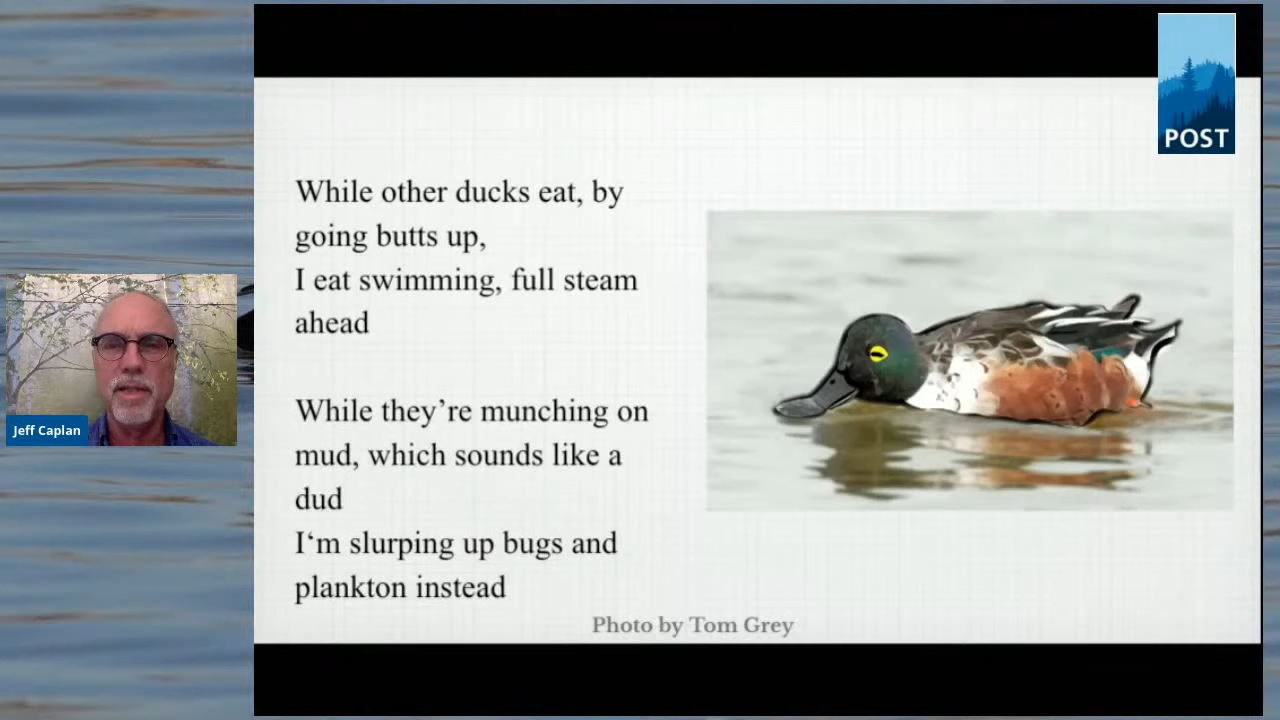 POST
While other ducks eat, by
going butts up,
I eat swimming, full steam
ahead
While they’re munching on
mud, which sounds like a
dud
I‘m slurping up bugs and
plankton instead
Photo by Tom Grey
Jeff Caplan